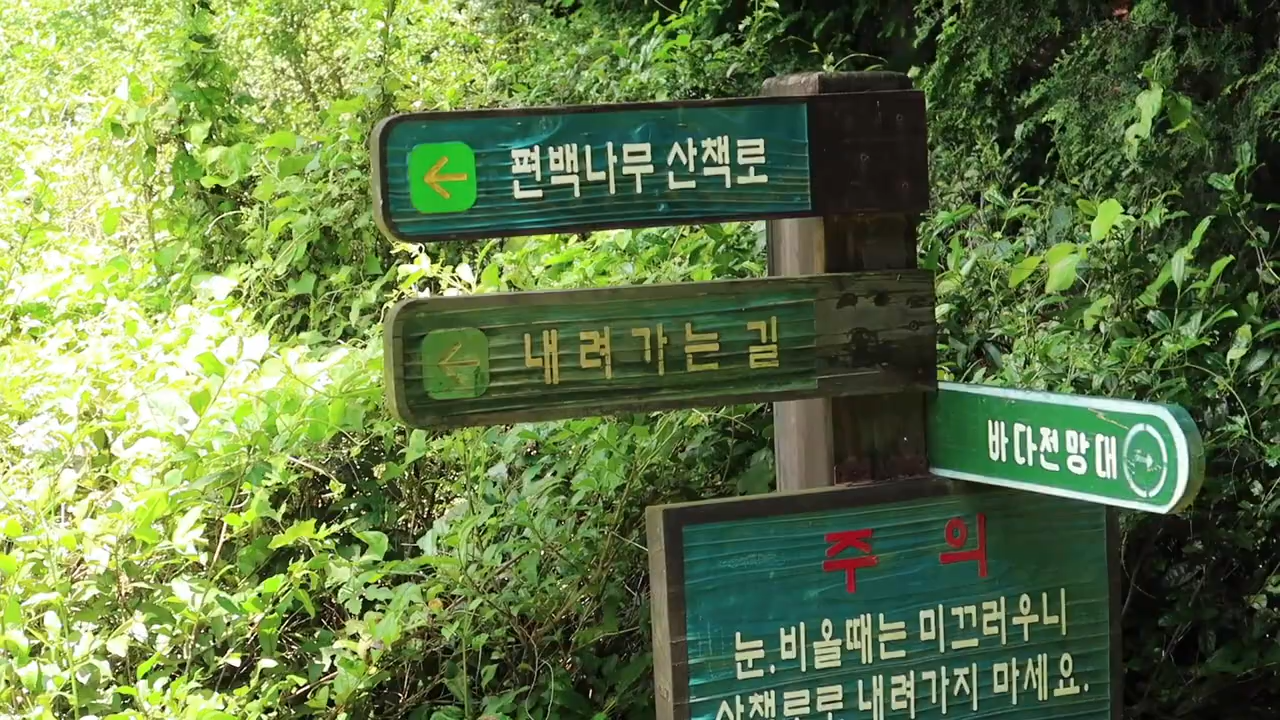 편백나무 산책로
내려가는 길
바다전망대
주 의
눈.비올때는 미끄러우니
산책로로 내려가지 마세요.